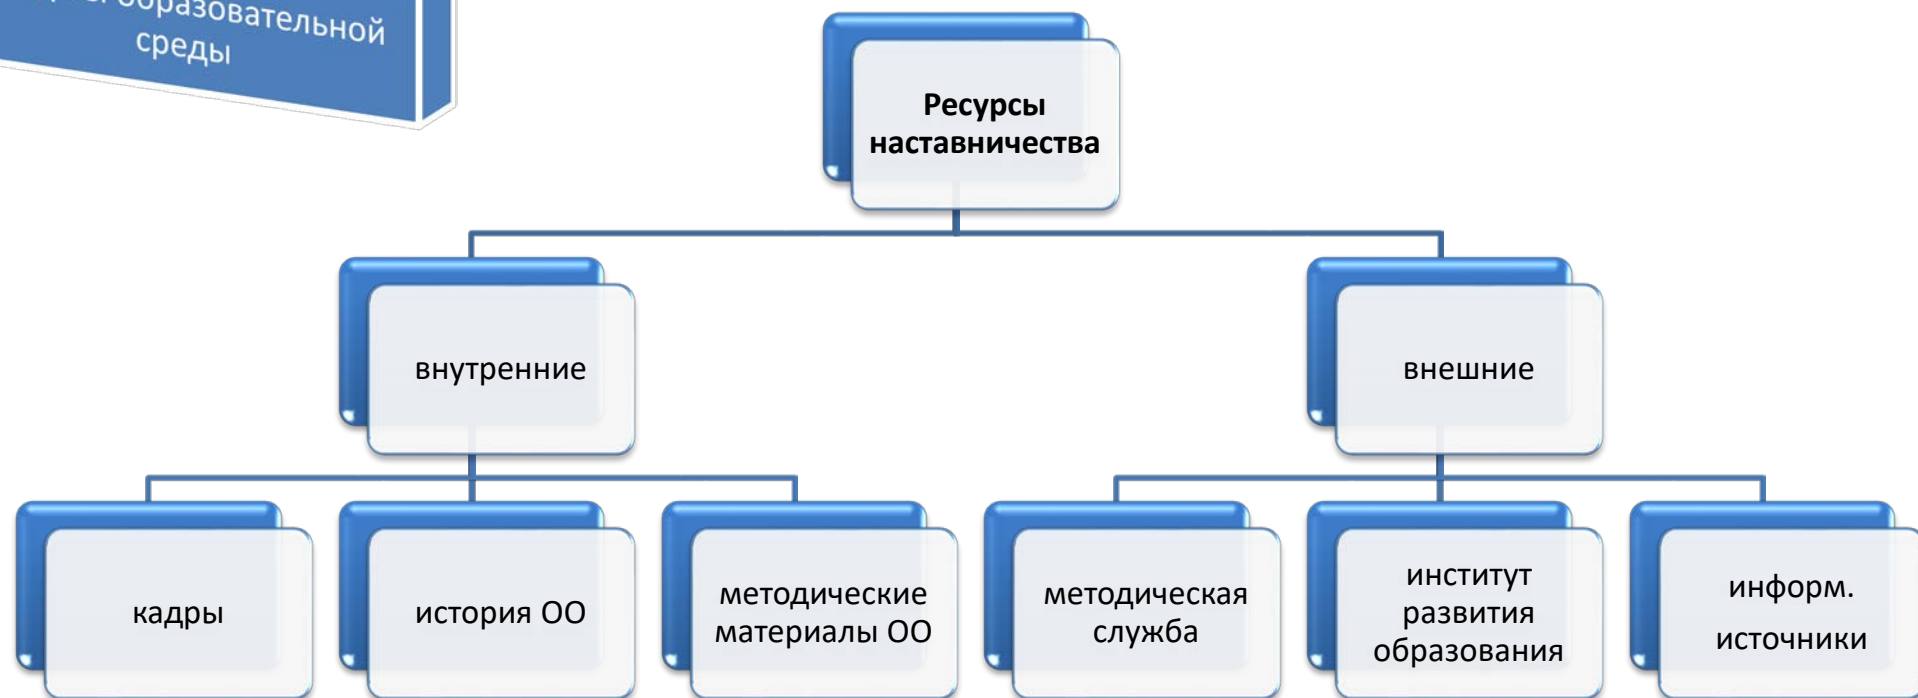 образовательной
среды
Ресурсы
наставничества
внутренние
внешние
кадры
история ОО
методические
материалы ОО
методическая
служба
институт
развития
образования
информ.
источники